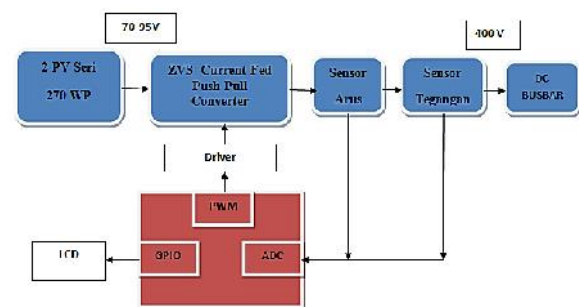 70-95V
400 V
2 PV Seri
270 WP
ZVS Current Fed
Push Pull
Converter
Sensor
Arus
Sensor
Tegangan
DC
BUSBAR
Driver
PWM
LCD
GPIO
ADC